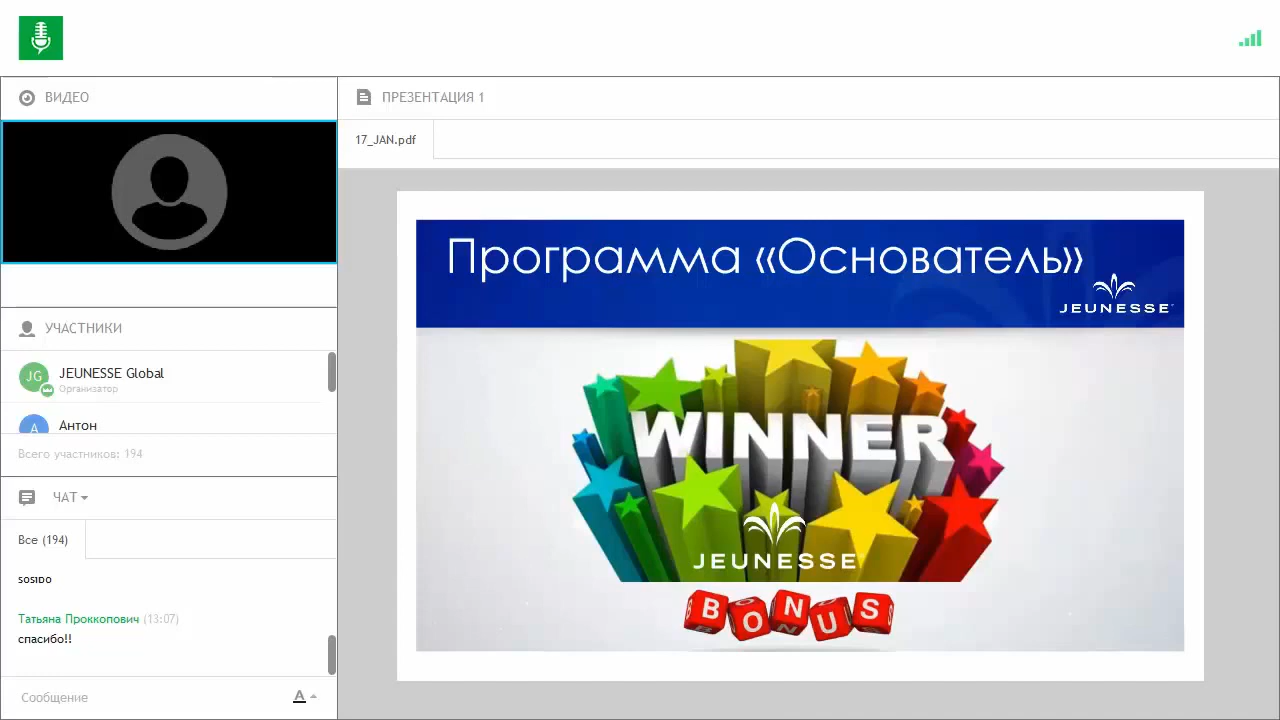 ВИДЕО
ПРЕЗЕНТАЦИЯ 1
17_JAN.pdf
Программа «Основатель»
JEUNESSE
WINNER
JEUNESSE
BONUS
УЧАСТНИКИ
JG
JEUNESSE Global
Организатор
А
Антон
Всего участников: 194
ЧАТ
Все (194)
Татьяна Проккопович (13:07)
спасибо!!
Сообщение
A